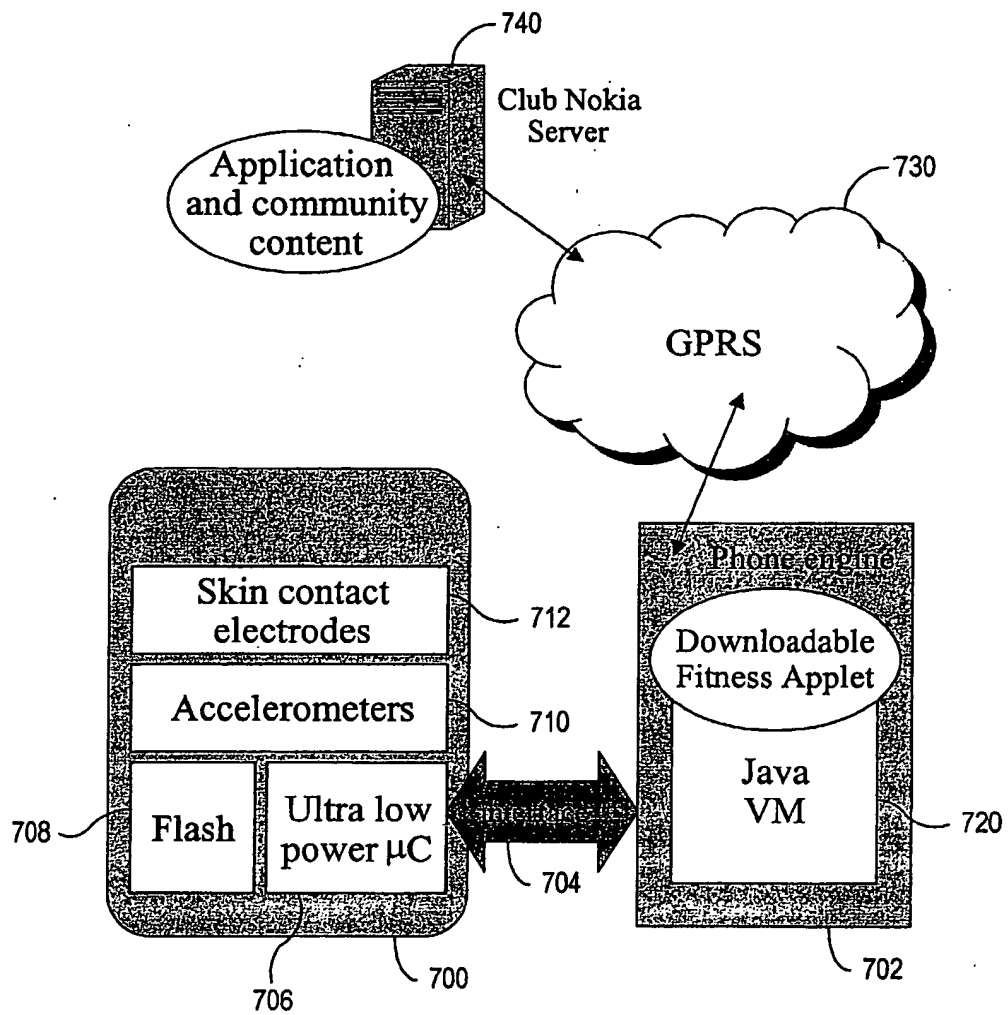 740
Club Nokia
Server
Application
and community
content
730
GPRS
Phone engine
Skin contact
electrodes
712
Downloadable
Fitness Applet
Accelerometers
710
Java
VM
708
Flash
Ultra low
power µC
interface
720
704
706
700
702